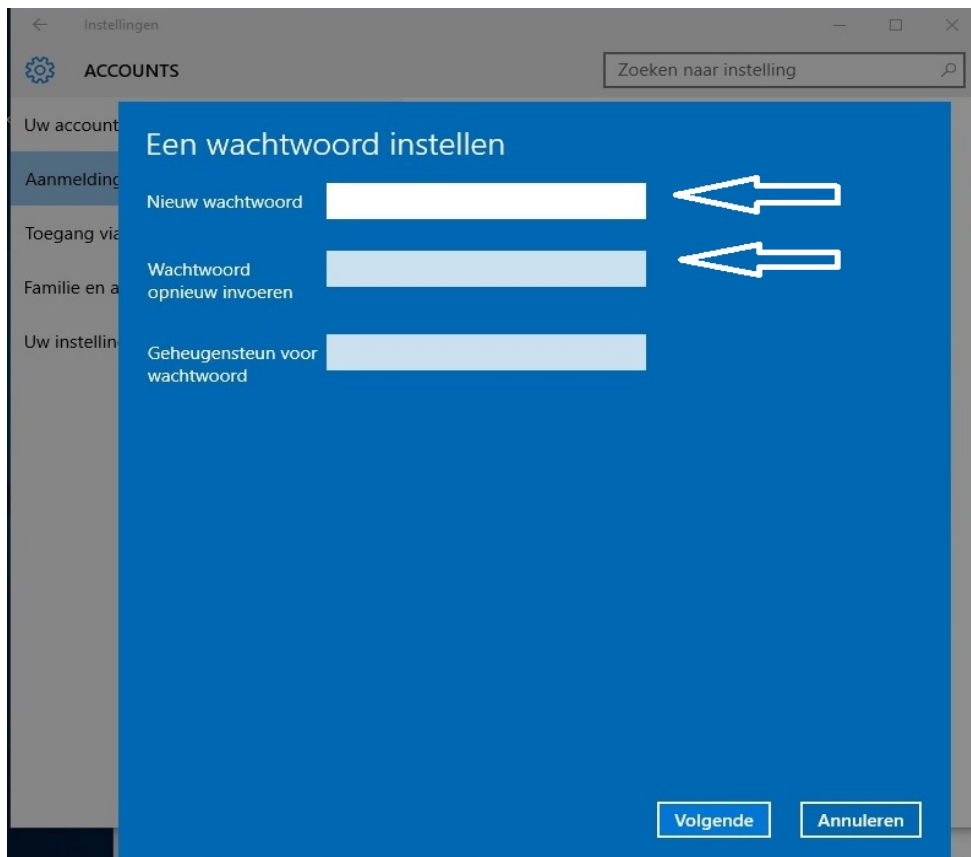 Instellingen
ACCOUNTS
Zoeken naar instelling
Uw account
Aanmelding
Toegang via
Familie en a
Uw instellin
Een wachtwoord instellen
Nieuw wachtwoord
Wachtwoord
opnieuw invoeren
Geheugensteun voor
wachtwoord
Volgende
Annuleren